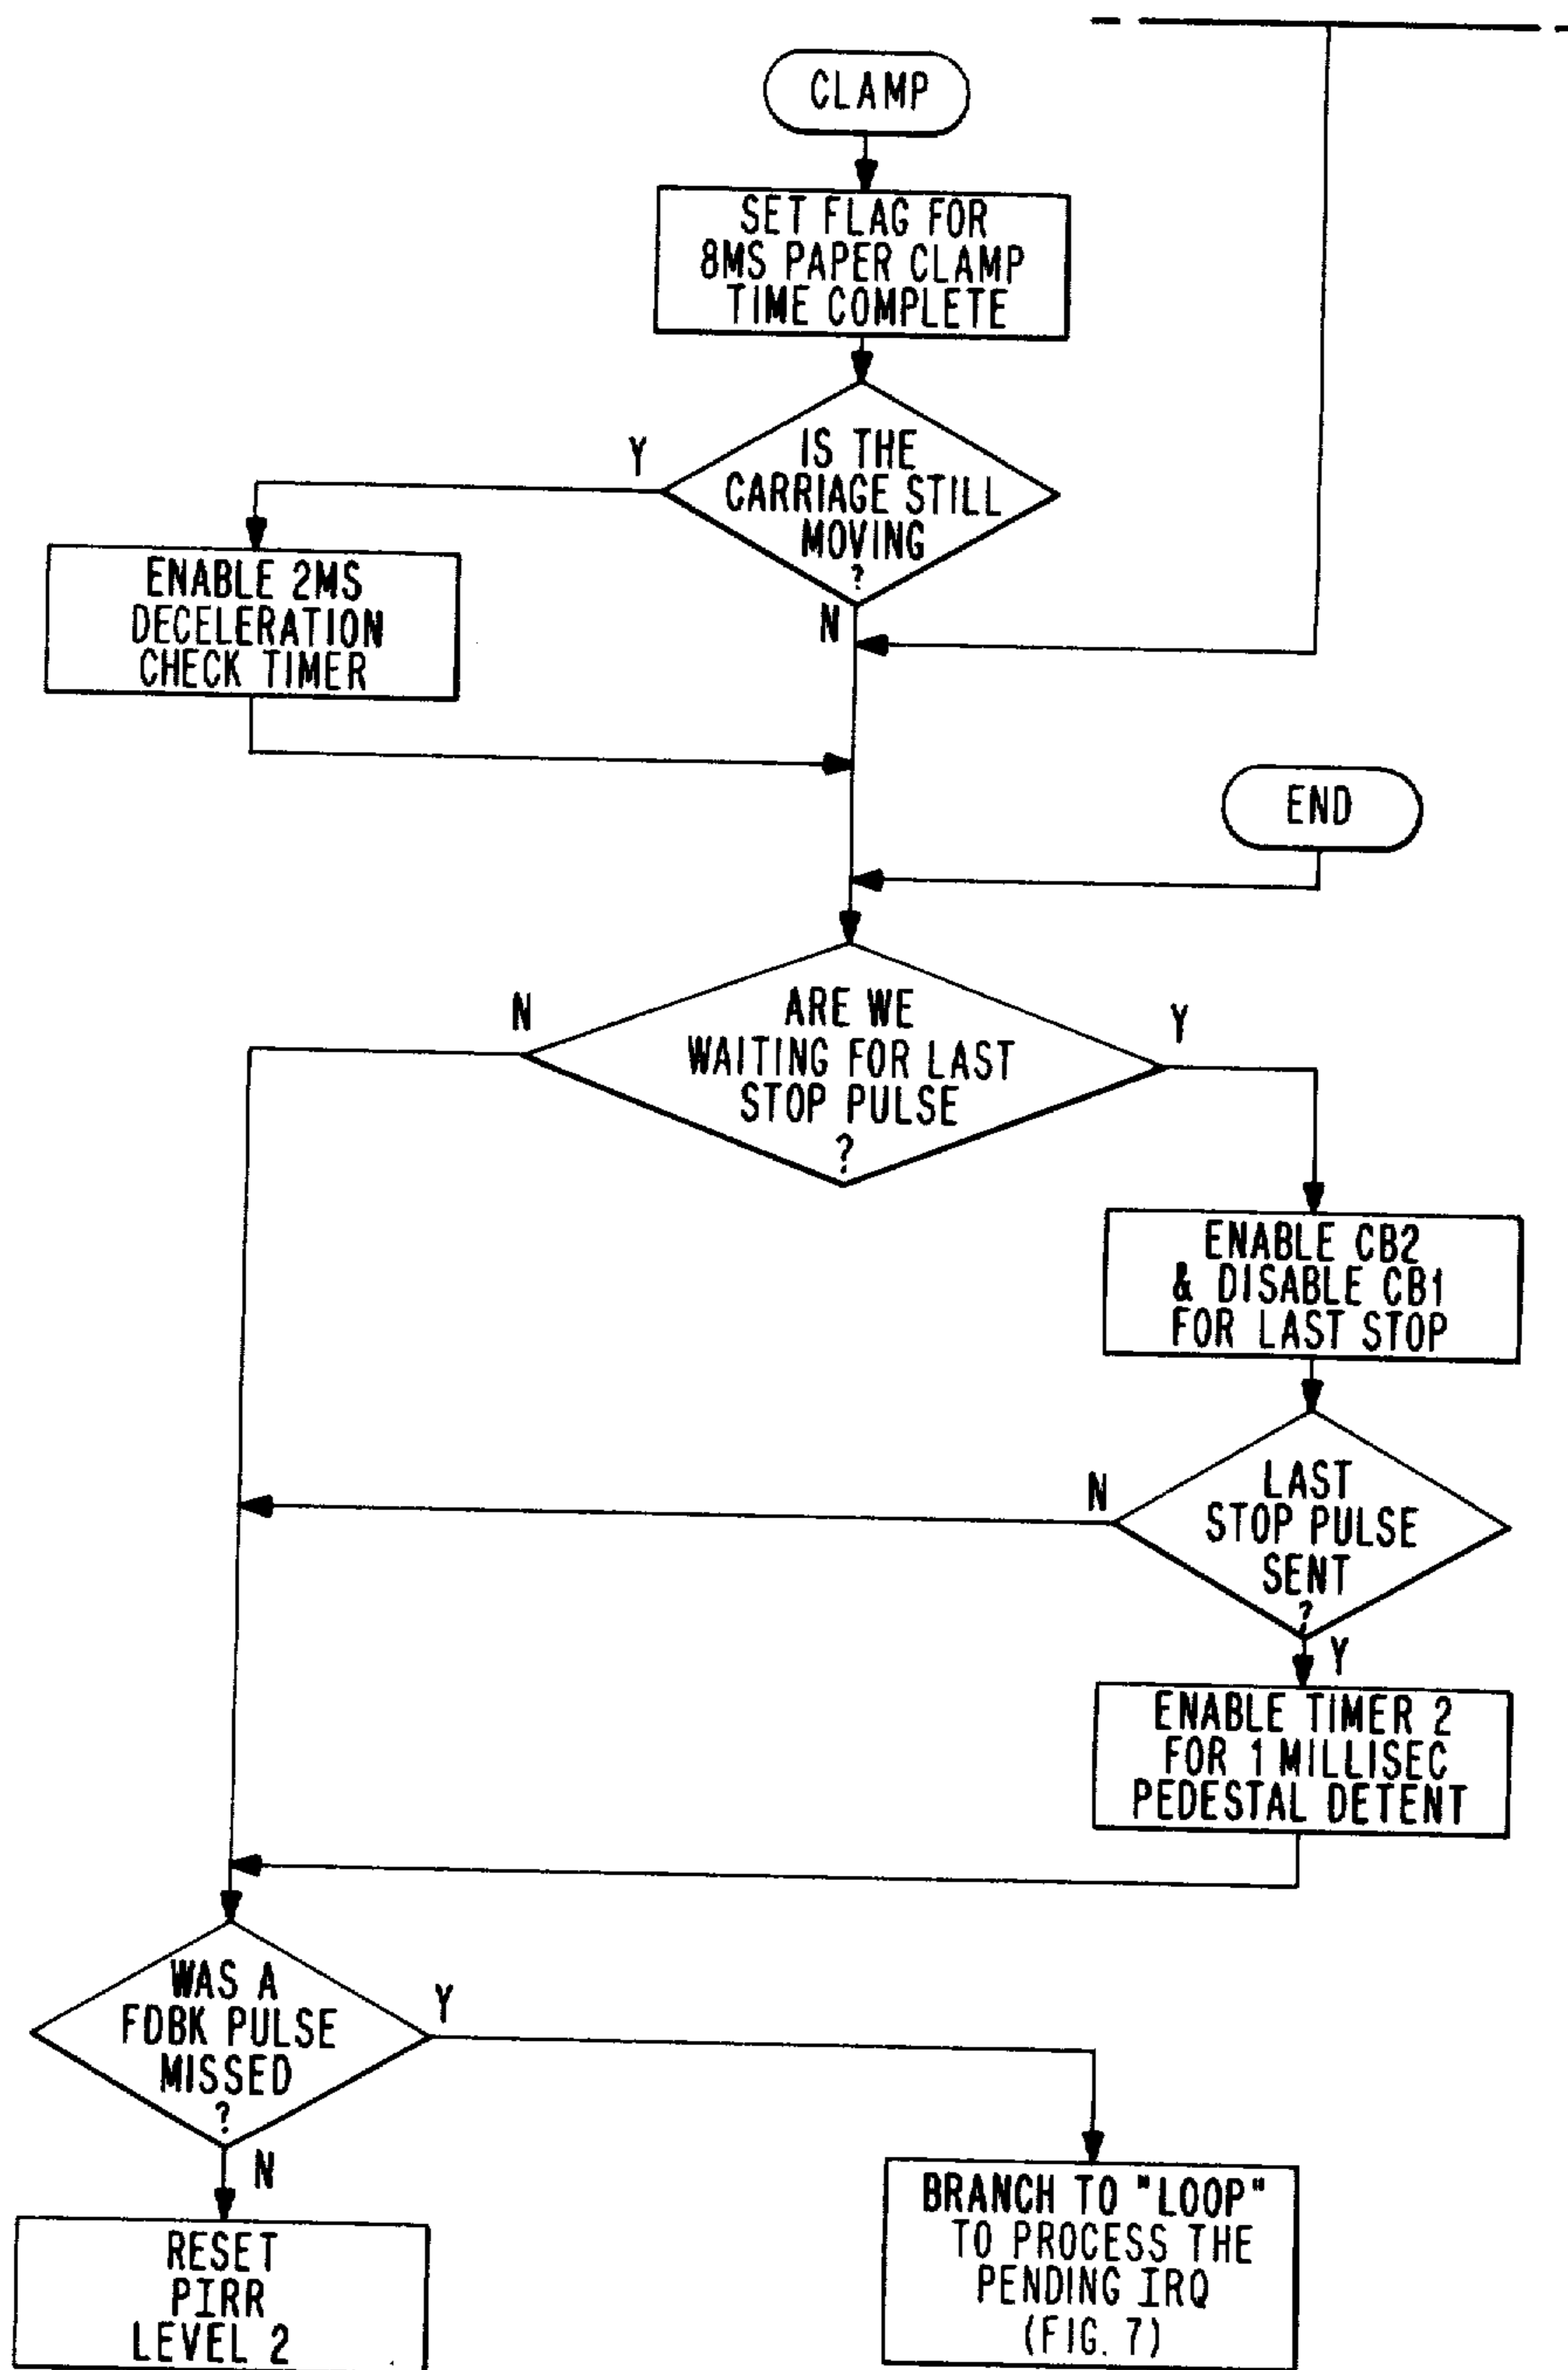 CLAMP
SET FLAG FOR
8MS PAPER CLAMP
TIME COMPLETE
IS THE
CARRIAGE STILL
MOVING
?
Y
N
ENABLE 2MS
DECELERATION
CHECK TIMER
END
ARE WE
WAITING FOR LAST
STOP PULSE
?
N
Y
ENABLE CB2
& DISABLE CB1
FOR LAST STOP
LAST
STOP PULSE
SENT
?
N
Y
ENABLE TIMER 2
FOR 1 MILLISEC
PEDESTAL DETENT
WAS A
FDBK PULSE
MISSED
?
Y
N
RESET
PIRR
LEVEL 2
BRANCH TO "LOOP"
TO PROCESS THE
PENDING IRQ
(FIG. 7)